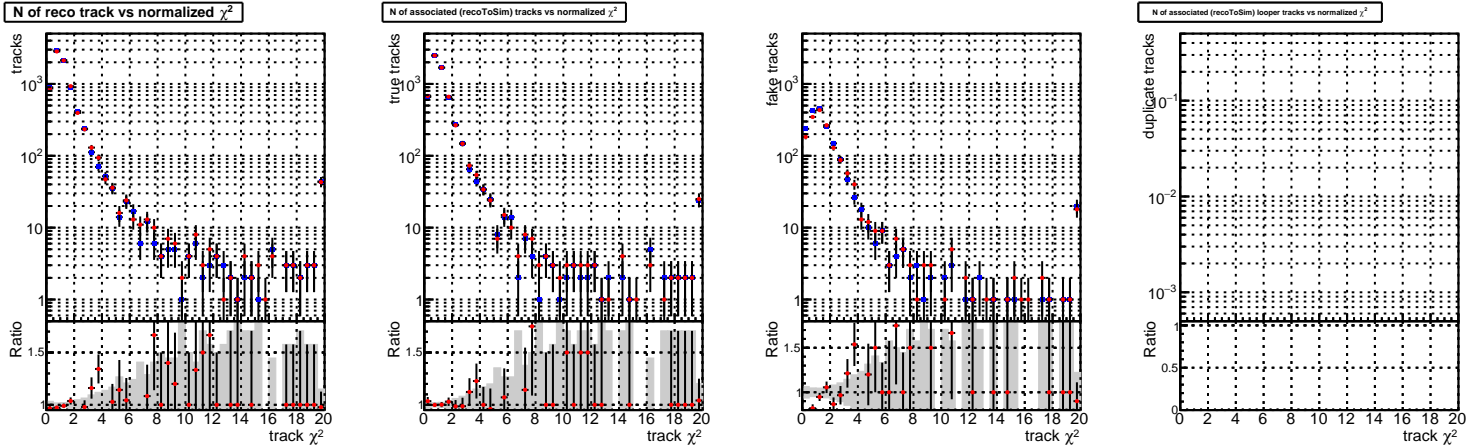 N of reco track vs normalized χ²
tracks
10³
10²
10
1
Ratio
1.5
1
0 2 4 6 8 10 12 14 16 18 20
track χ²
N of associated (recoToSim) tracks vs normalized χ²
true tracks
10³
10²
10
1
Ratio
1.5
1
0 2 4 6 8 10 12 14 16 18 20
track χ²
fake tracks
10³
10²
10
1
Ratio
1.5
1
0 2 4 6 8 10 12 14 16 18 20
track χ²
N of associated (recoToSim) looper tracks vs normalized χ²
duplicate tracks
10⁻¹
10⁻²
10⁻³
Ratio
1
0.5
0
0 2 4 6 8 10 12 14 16 18 20
track χ²